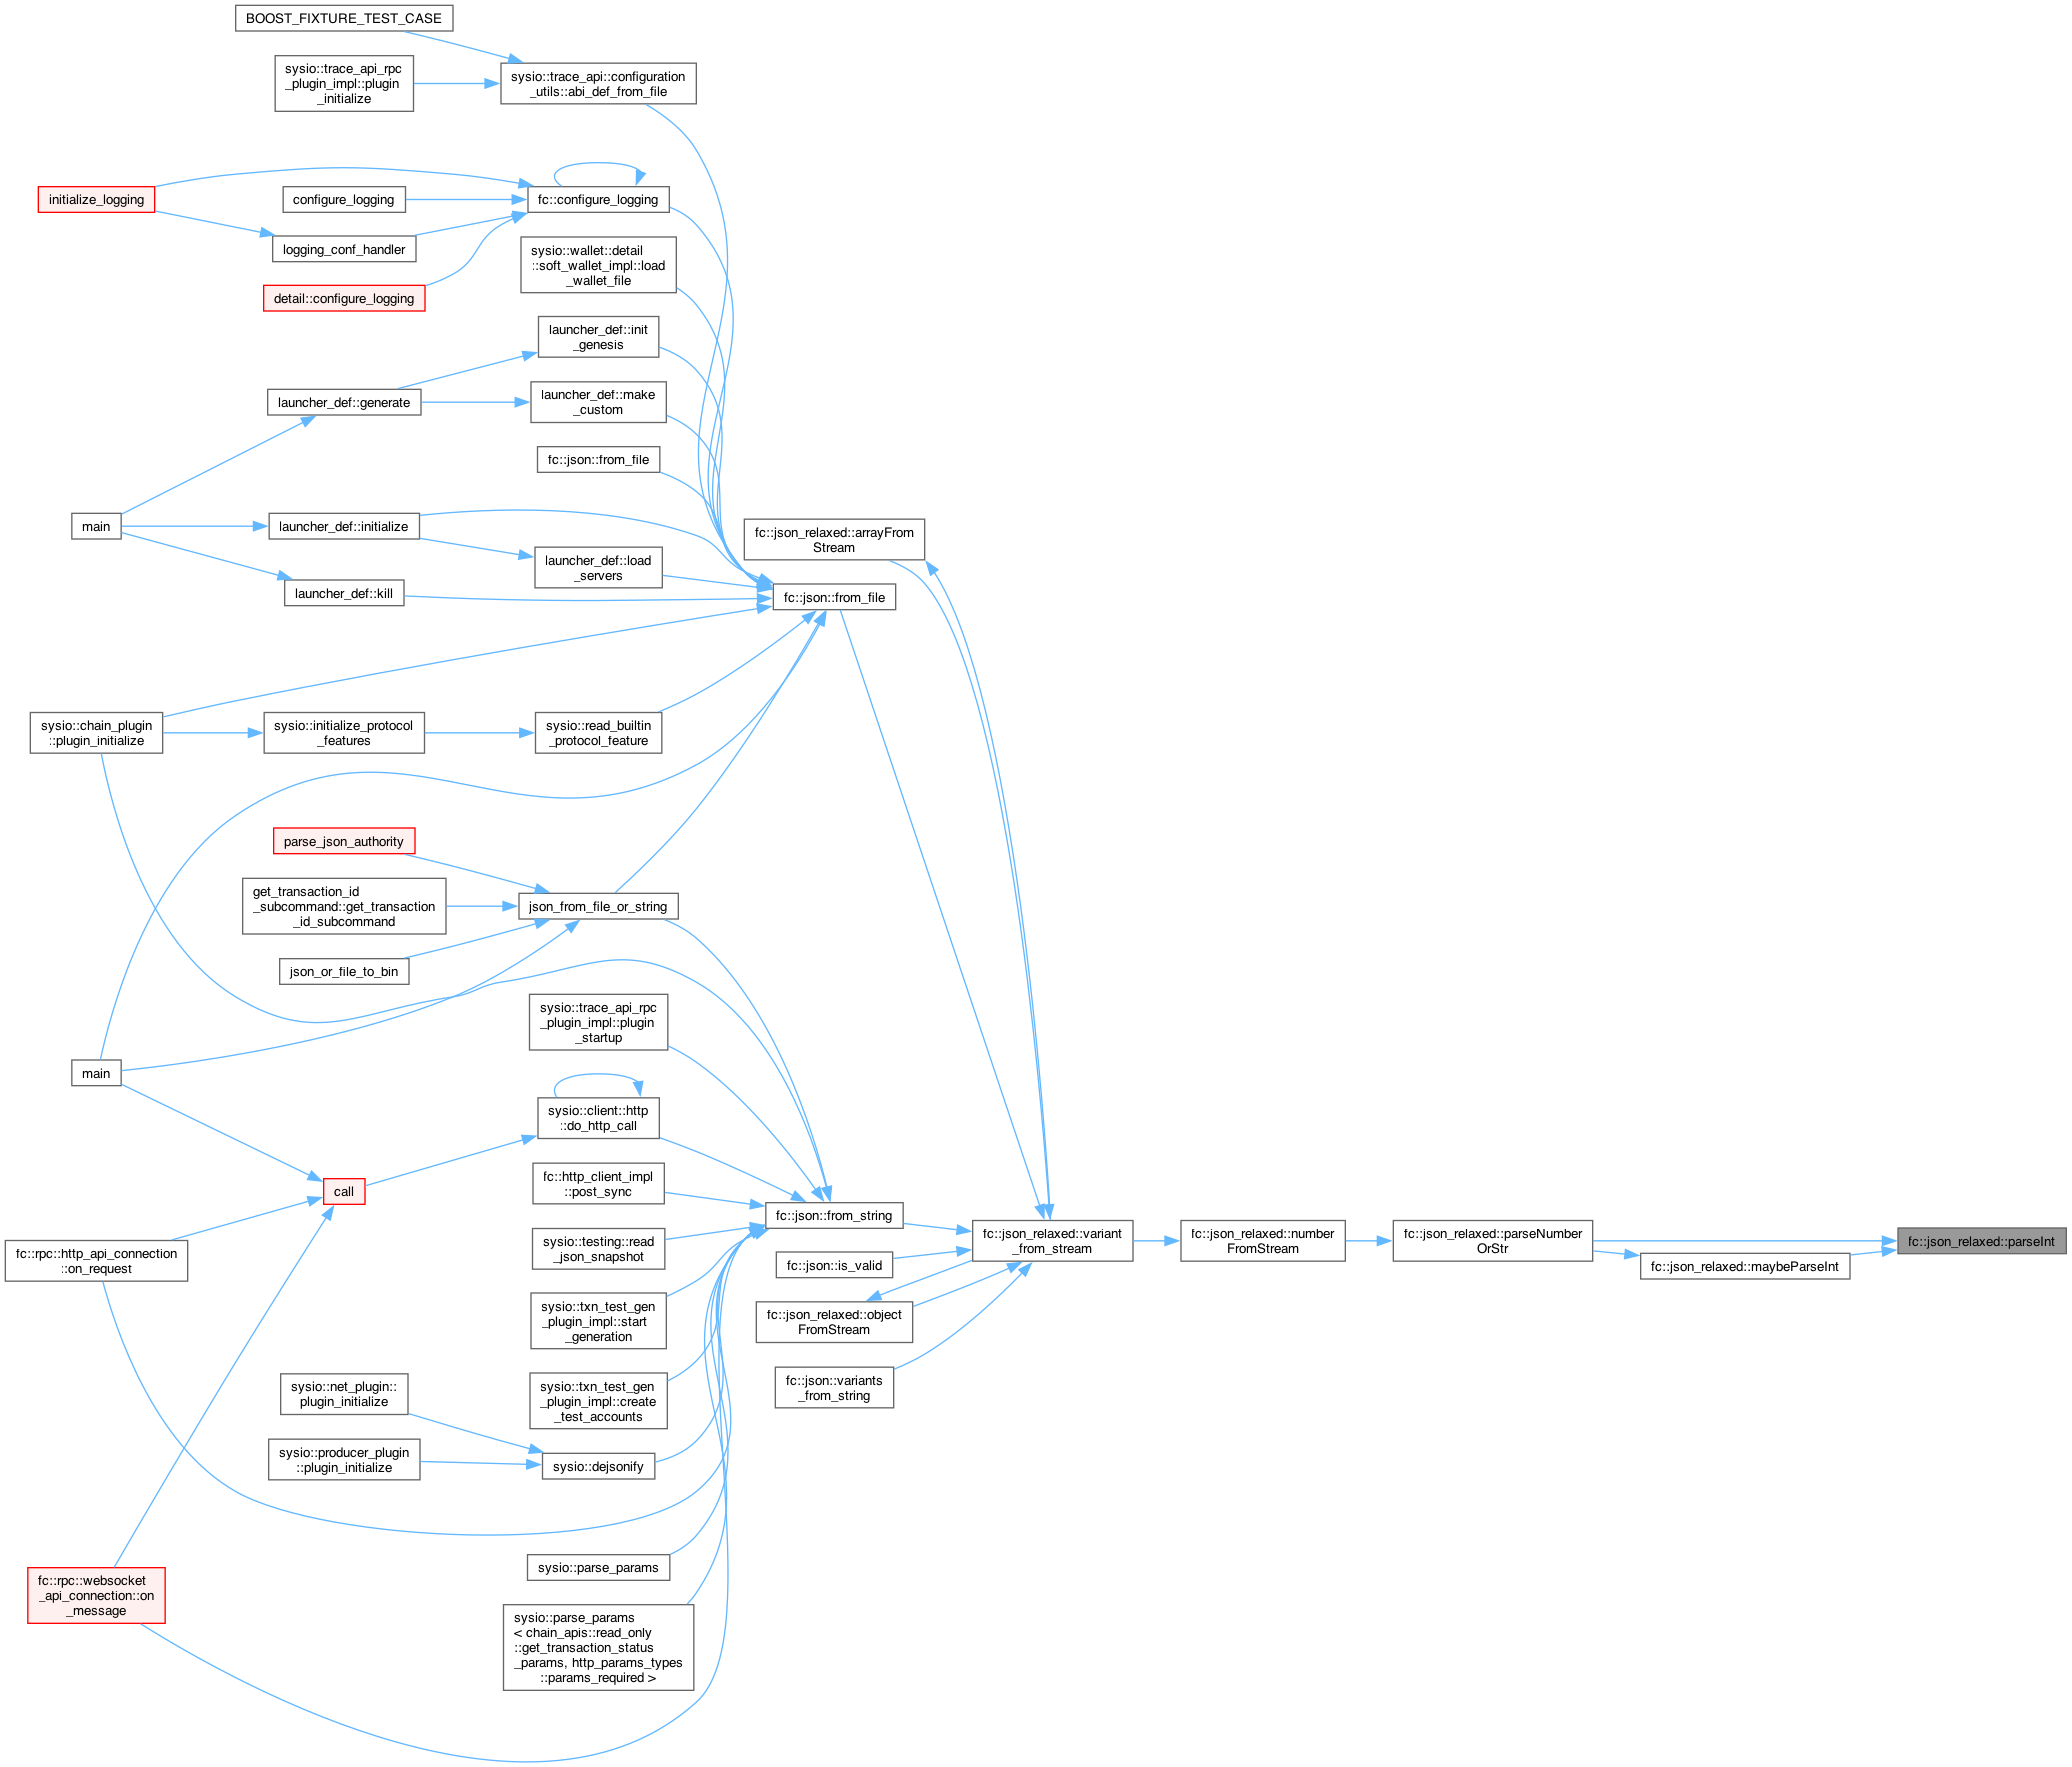 BOOST_FIXTURE_TEST_CASE
sysio::trace_api_rpc
_plugin_impl::plugin
_initialize
sysio::trace_api::configuration
_utils::abi_def_from_file
initialize_logging
configure_logging
fc::configure_logging
logging_conf_handler
sysio::wallet::detail
::soft_wallet_impl::load
_wallet_file
detail::configure_logging
launcher_def::init
_genesis
launcher_def::generate
launcher_def::make
_custom
fc::json::from_file
main
launcher_def::initialize
launcher_def::load
_servers
launcher_def::kill
fc::json_relaxed::arrayFrom
Stream
fc::json::from_file
sysio::chain_plugin
::plugin_initialize
sysio::initialize_protocol
_features
sysio::read_builtin
_protocol_feature
parse_json_authority
get_transaction_id
_subcommand::get_transaction
_id_subcommand
json_from_file_or_string
json_or_file_to_bin
sysio::trace_api_rpc
_plugin_impl::plugin
_startup
main
sysio::client::http
::do_http_call
call
fc::http_client_impl
::post_sync
fc::json::from_string
fc::rpc::http_api_connection
::on_request
sysio::testing::read
_json_snapshot
fc::json::is_valid
fc::json_relaxed::variant
_from_stream
fc::json_relaxed::number
FromStream
fc::json_relaxed::parseNumber
OrStr
fc::json_relaxed::maybeParseInt
fc::json_relaxed::parseInt
sysio::txn_test_gen
_plugin_impl::start
_generation
fc::json_relaxed::object
FromStream
sysio::txn_test_gen
_plugin_impl::create
_test_accounts
fc::json::variants
_from_string
sysio::net_plugin::
plugin_initialize
sysio::producer_plugin
::plugin_initialize
sysio::dejsonify
sysio::parse_params
fc::rpc::websocket
_api_connection::on
_message
sysio::parse_params
< chain_apis::read_only
::get_transaction_status
_params, http_params_types
::params_required >